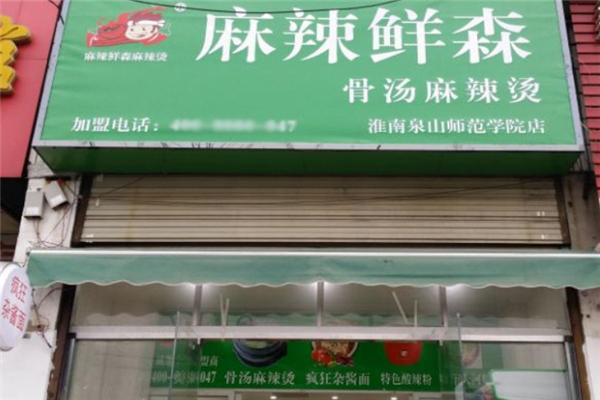 麻辣鲜森
麻辣鲜森麻辣烫
骨汤麻辣烫
加盟电话：
淮南泉山师范学院店
疯狂
杂酱面
骨汤麻辣烫 疯狂杂酱面 特色酸辣粉